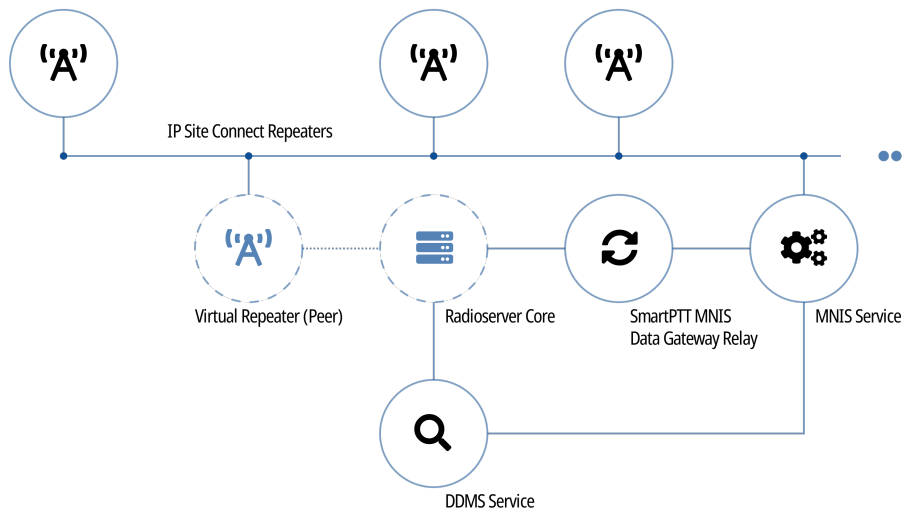 IP Site Connect Repeaters
Virtual Repeater (Peer)
Radioserver Core
SmartPTT MNIS
Data Gateway Relay
MNIS Service
DDMS Service